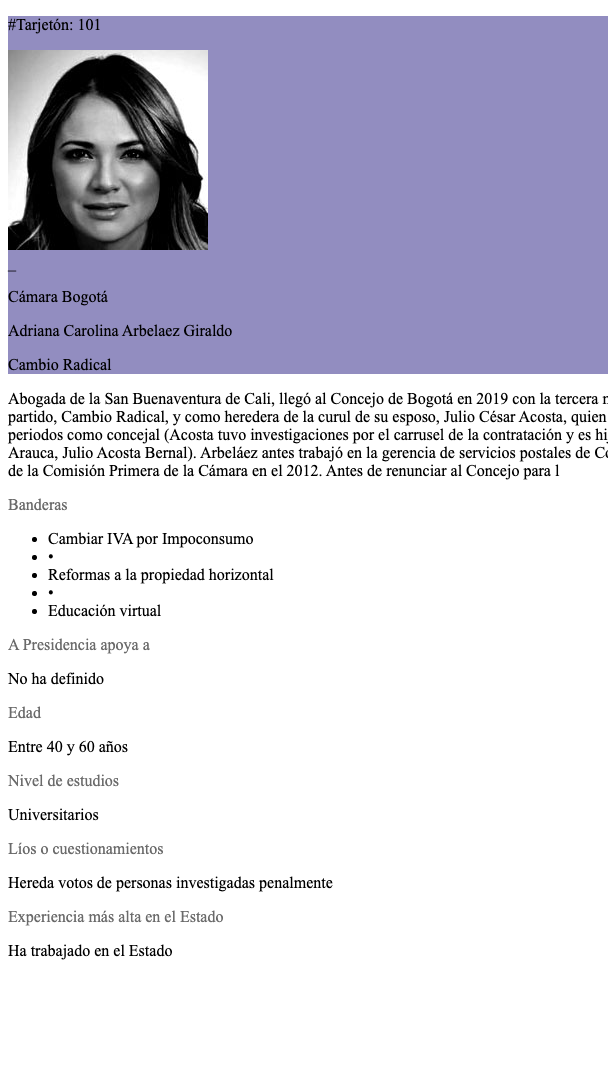 #Tarjetón: 101
_
Cámara Bogotá
Adriana Carolina Arbelaez Giraldo
Cambio Radical
Abogada de la San Buenaventura de Cali, llegó al Concejo de Bogotá en 2019 con la tercera
partido, Cambio Radical, y como heredera de la curul de su esposo, Julio César Acosta, quien
periodos como concejal (Acosta tuvo investigaciones por el carrusel de la contratación y es
Arauca, Julio Acosta Bernal). Arbeláez antes trabajó en la gerencia de servicios postales de
de la Comisión Primera de la Cámara en el 2012. Antes de renunciar al Concejo para l
Banderas
• Cambiar IVA por Impoconsumo
• •
• Reformas a la propiedad horizontal
• •
• Educación virtual
A Presidencia apoya a
No ha definido
Edad
Entre 40 y 60 años
Nivel de estudios
Universitarios
Líos o cuestionamientos
Hereda votos de personas investigadas penalmente
Experiencia más alta en el Estado
Ha trabajado en el Estado